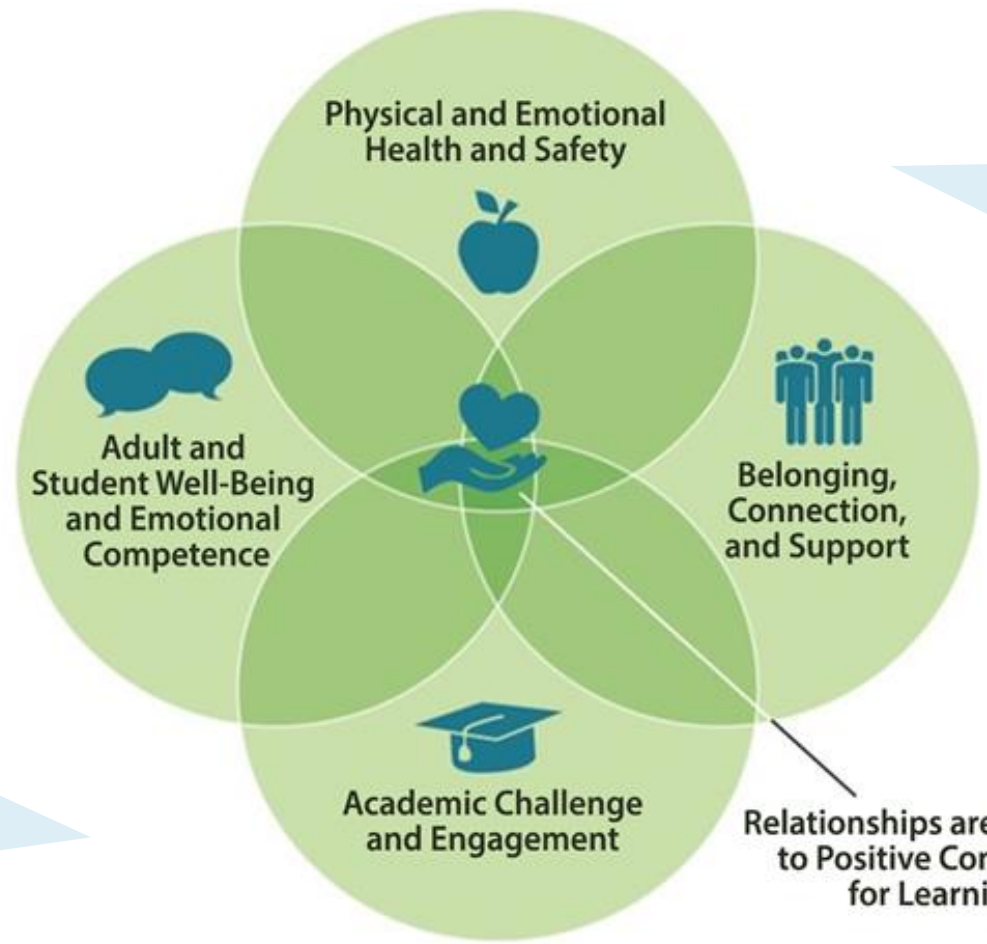 Physical and Emotional
Health and Safety
Adult and
Student Well-Being
and Emotional
Competence
Belonging,
Connection,
and Support
Academic Challenge
and Engagement
Relationships are
to Positive
for